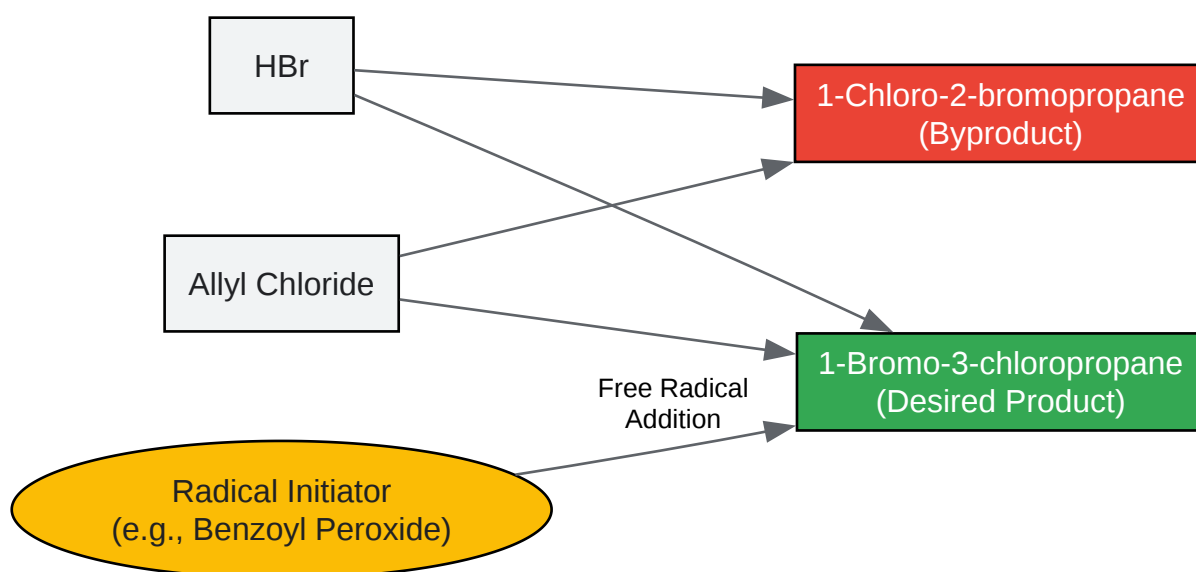 HBr
1-Chloro-2-bromopropane
(Byproduct)
Allyl Chloride
1-Bromo-3-chloropropane
(Desired Product)
Free Radical
Addition
Radical Initiator
(e.g., Benzoyl Peroxide)